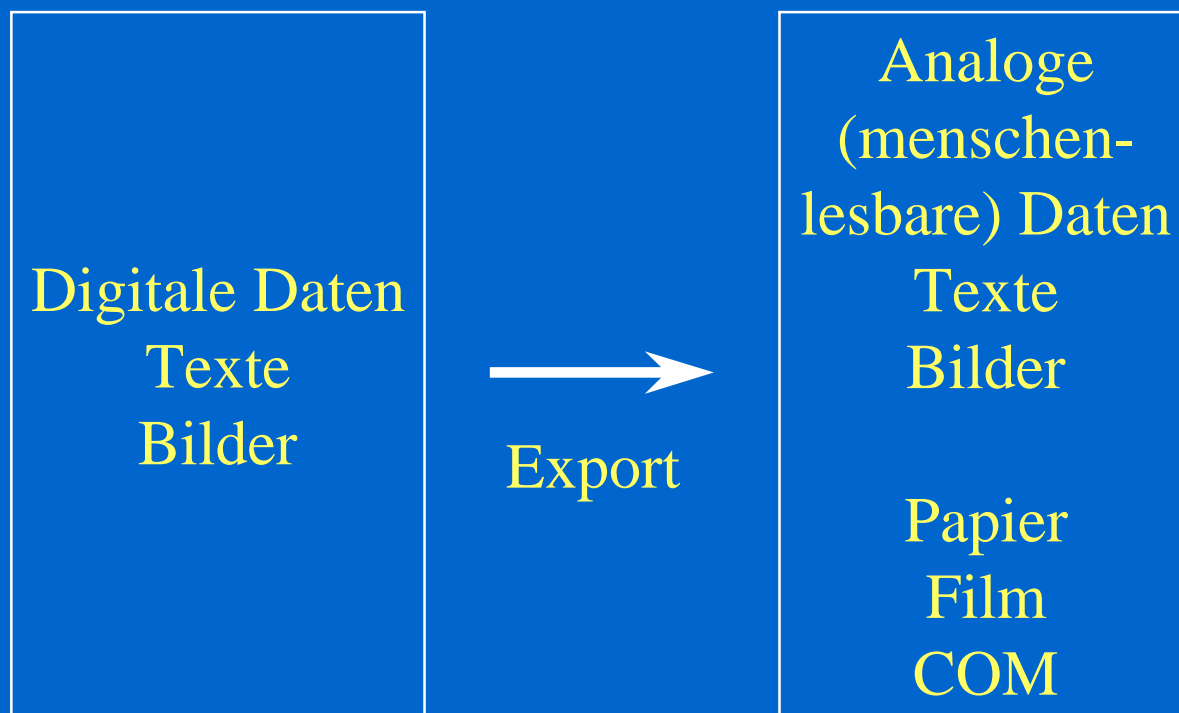 Digitale Daten
Texte
Bilder
Export
Analoge
(menschen-
lesbare) Daten
Texte
Bilder
Papier
Film
COM